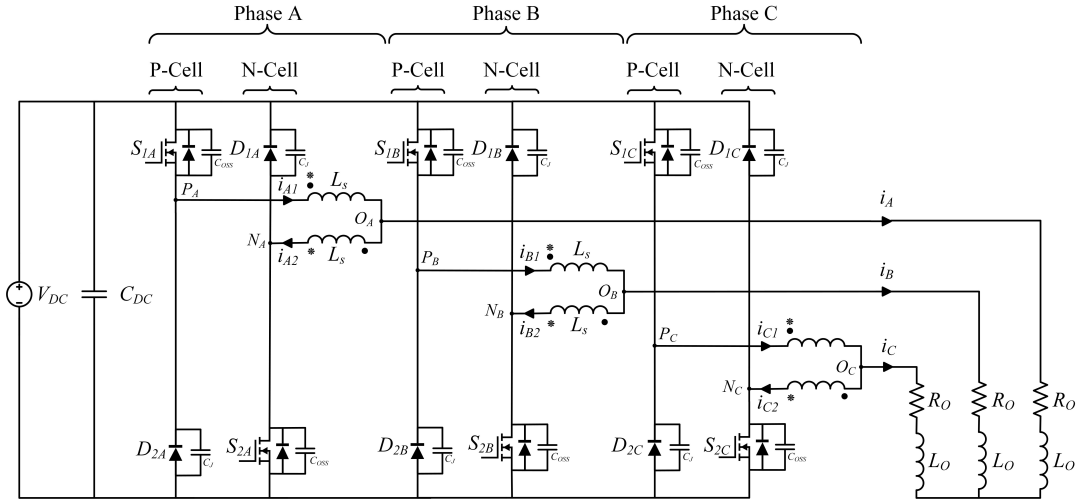 Phase A Phase B Phase C
P-Cell N-Cell P-Cell N-Cell P-Cell N-Cell
S1A COSS D1A CJ S1B COSS D1B CJ S1C COSS D1C CJ
PA iA1 * Ls
OA iA
NA iA2 * Ls
PB iB1 * Ls
OB iB
NB iB2 * Ls
VDC CDC
PC iC1 *
OC iC
NC iC2 *
RO RO RO
D2A CJ S2A COSS D2B CJ S2B COSS D2C CJ S2C COSS
LO LO LO